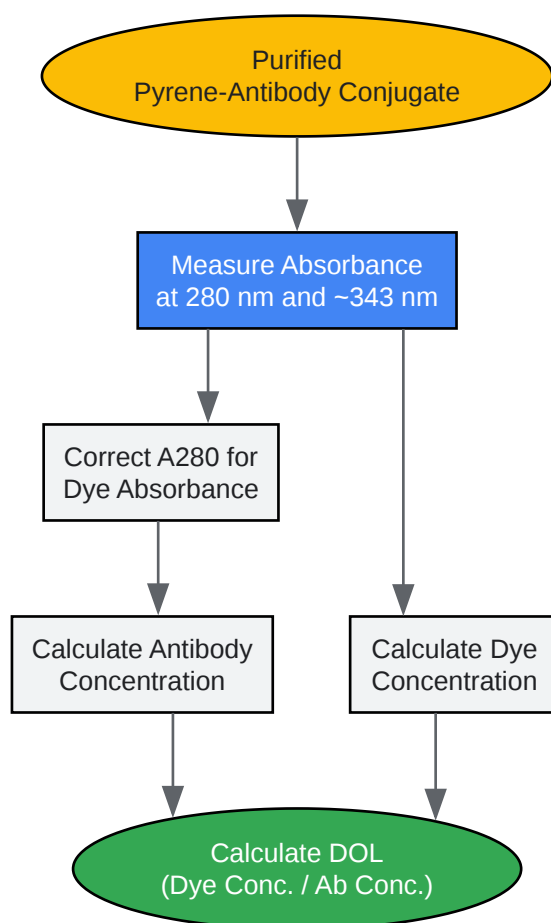 Purified
Pyrene-Antibody Conjugate
Measure Absorbance
at 280 nm and ~343 nm
Correct A280 for
Dye Absorbance
Calculate Antibody
Concentration
Calculate Dye
Concentration
Calculate DOL
(Dye Conc. / Ab Conc.)